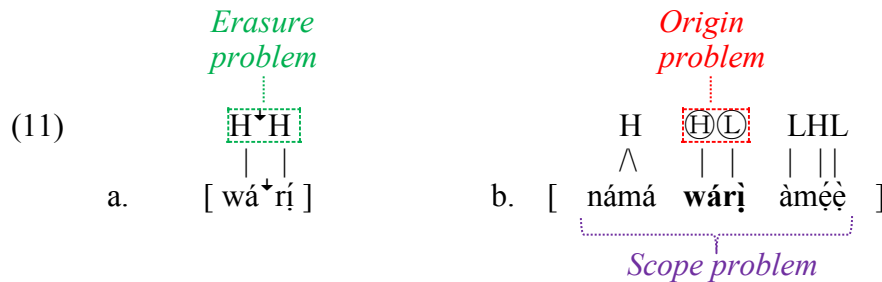 Erasure problem
Origin problem
(11) HꜜH H Ⓗ Ⓛ LHL
a. [ wáꜜrị́ ] b. [ námá wárị̀ àmẹ́ẹ̀ ]
Scope problem